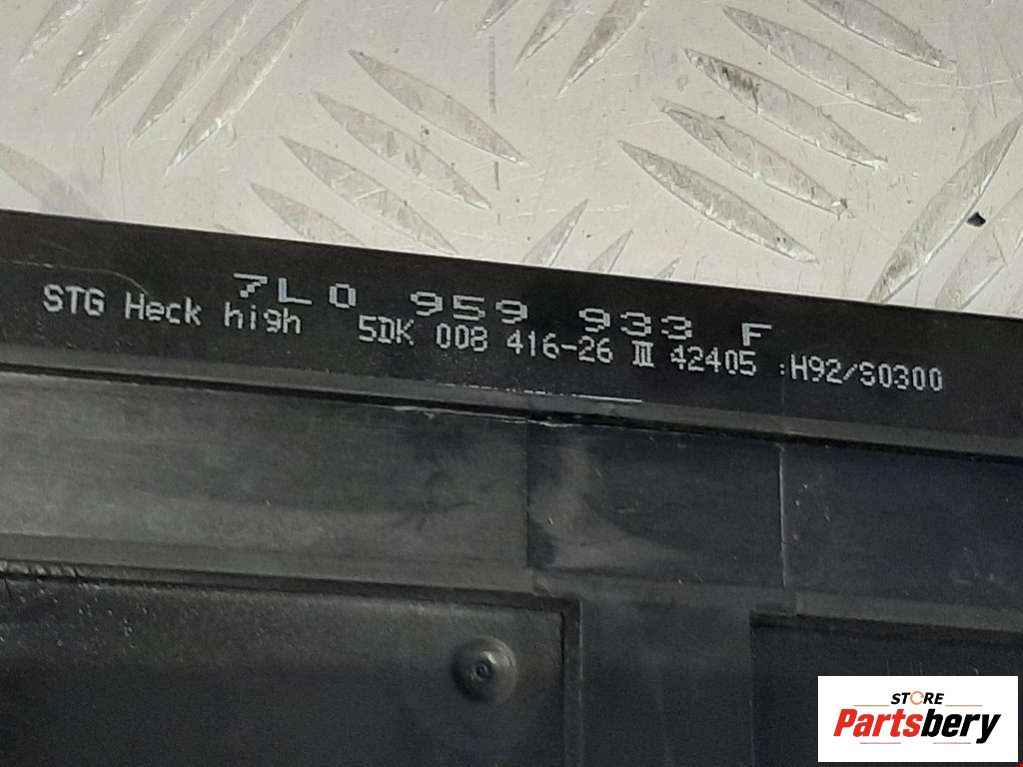 7L0 959 933 F
STG Heck high 5DK 008 416-26 III 42405 :H92/S0300
STORE
Partsbery